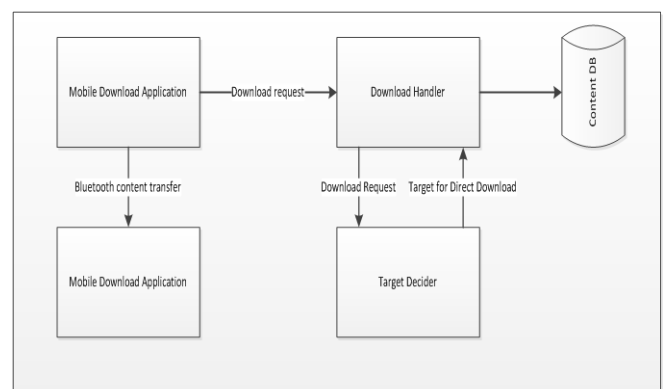 Mobile Download Application
Download request
Download Handler
Content DB
Bluetooth content transfer
Download Request
Target for Direct Download
Mobile Download Application
Target Decider